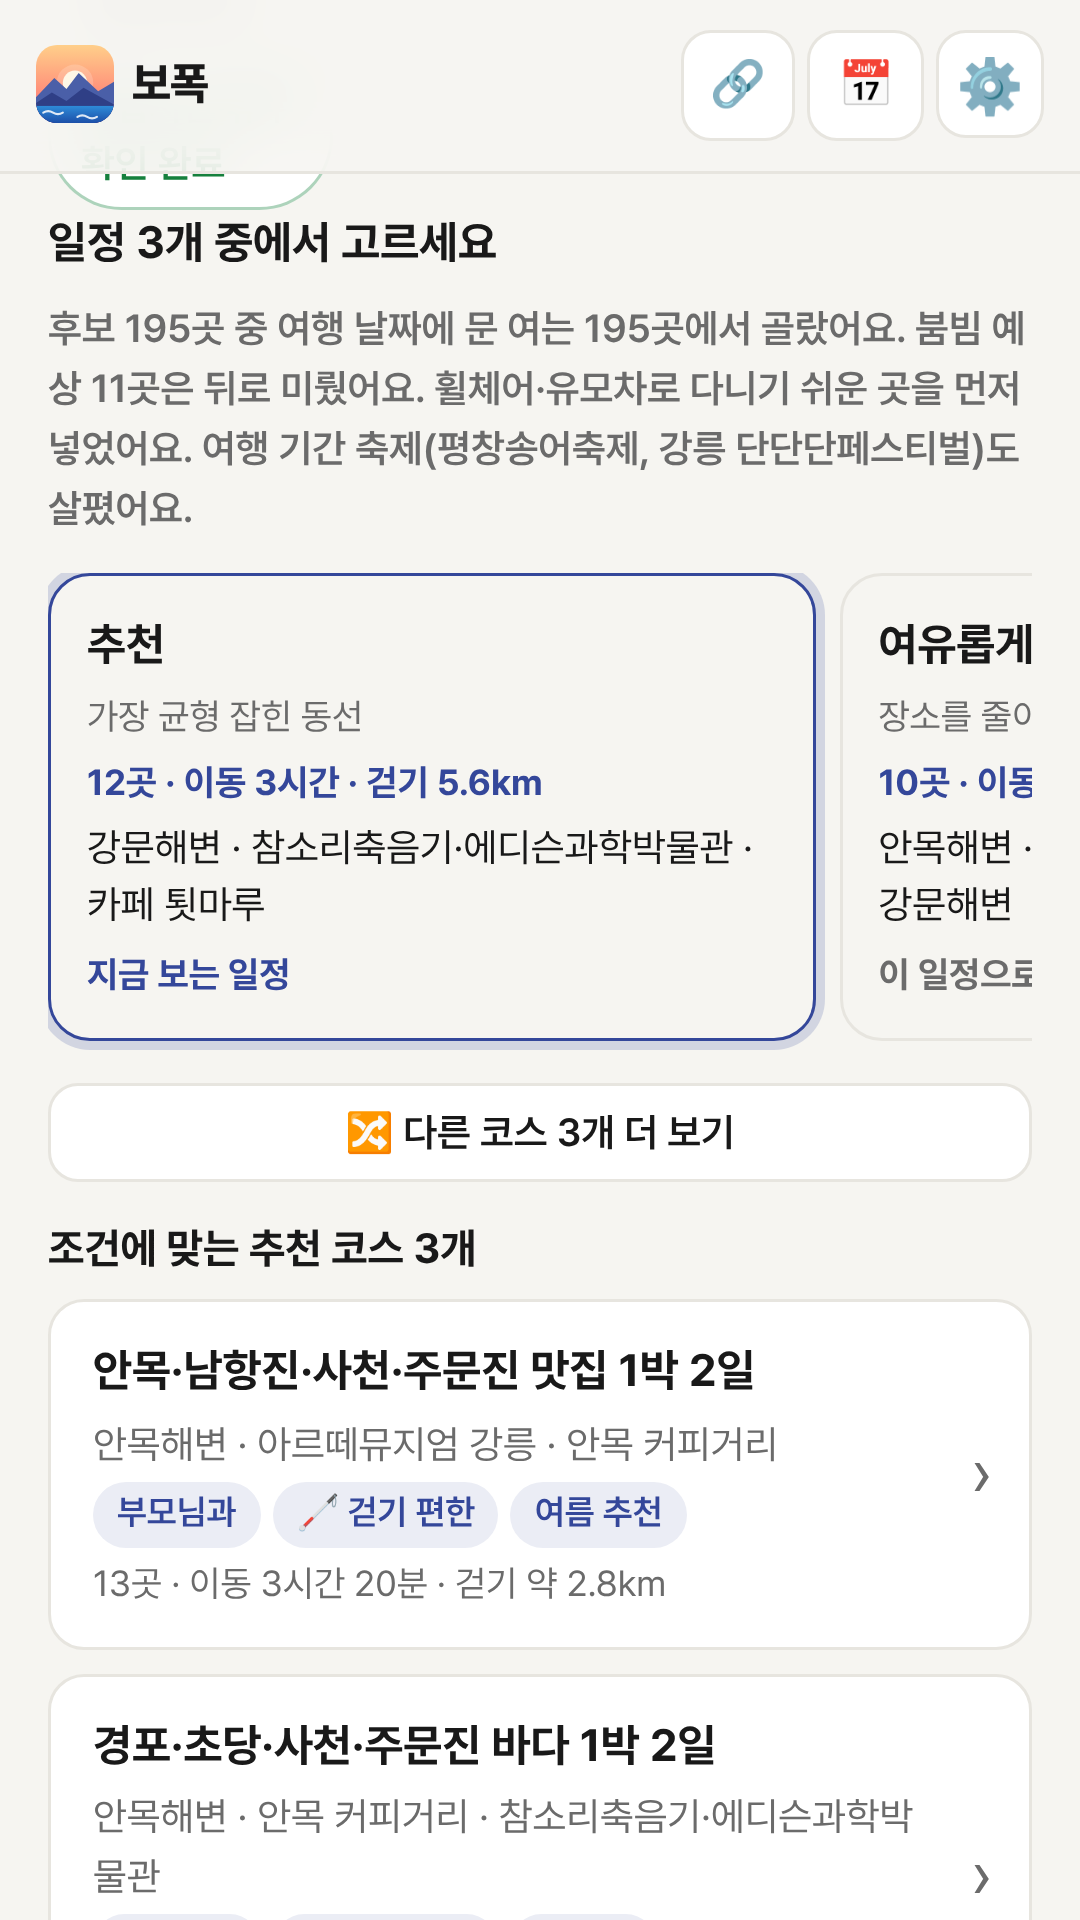 보폭
July
17
확인 완료
일정 3개 중에서 고르세요
후보 195곳 중 여행 날짜에 문 여는 195곳에서 골랐어요. 붐빔 예
상 11곳은 뒤로 미뤘어요. 휠체어·유모차로 다니기 쉬운 곳을 먼저
넣었어요. 여행 기간 축제(평창송어축제, 강릉 단단단페스티벌)도
살폈어요.
추천
가장 균형 잡힌 동선
12곳 · 이동 3시간 · 걷기 5.6km
강문해변 · 참소리축음기·에디슨과학박물관 ·
카페 툇마루
지금 보는 일정
여유롭게
장소를 줄이
10곳 · 이동
안목해변 ·
강문해변
이 일정으로
🔀 다른 코스 3개 더 보기
조건에 맞는 추천 코스 3개
안목·남항진·사천·주문진 맛집 1박 2일
안목해변 · 아르떼뮤지엄 강릉 · 안목 커피거리
부모님과 🦯 걷기 편한 여름 추천
13곳 · 이동 3시간 20분 · 걷기 약 2.8km
경포·초당·사천·주문진 바다 1박 2일
안목해변 · 안목 커피거리 · 참소리축음기·에디슨과학박
물관